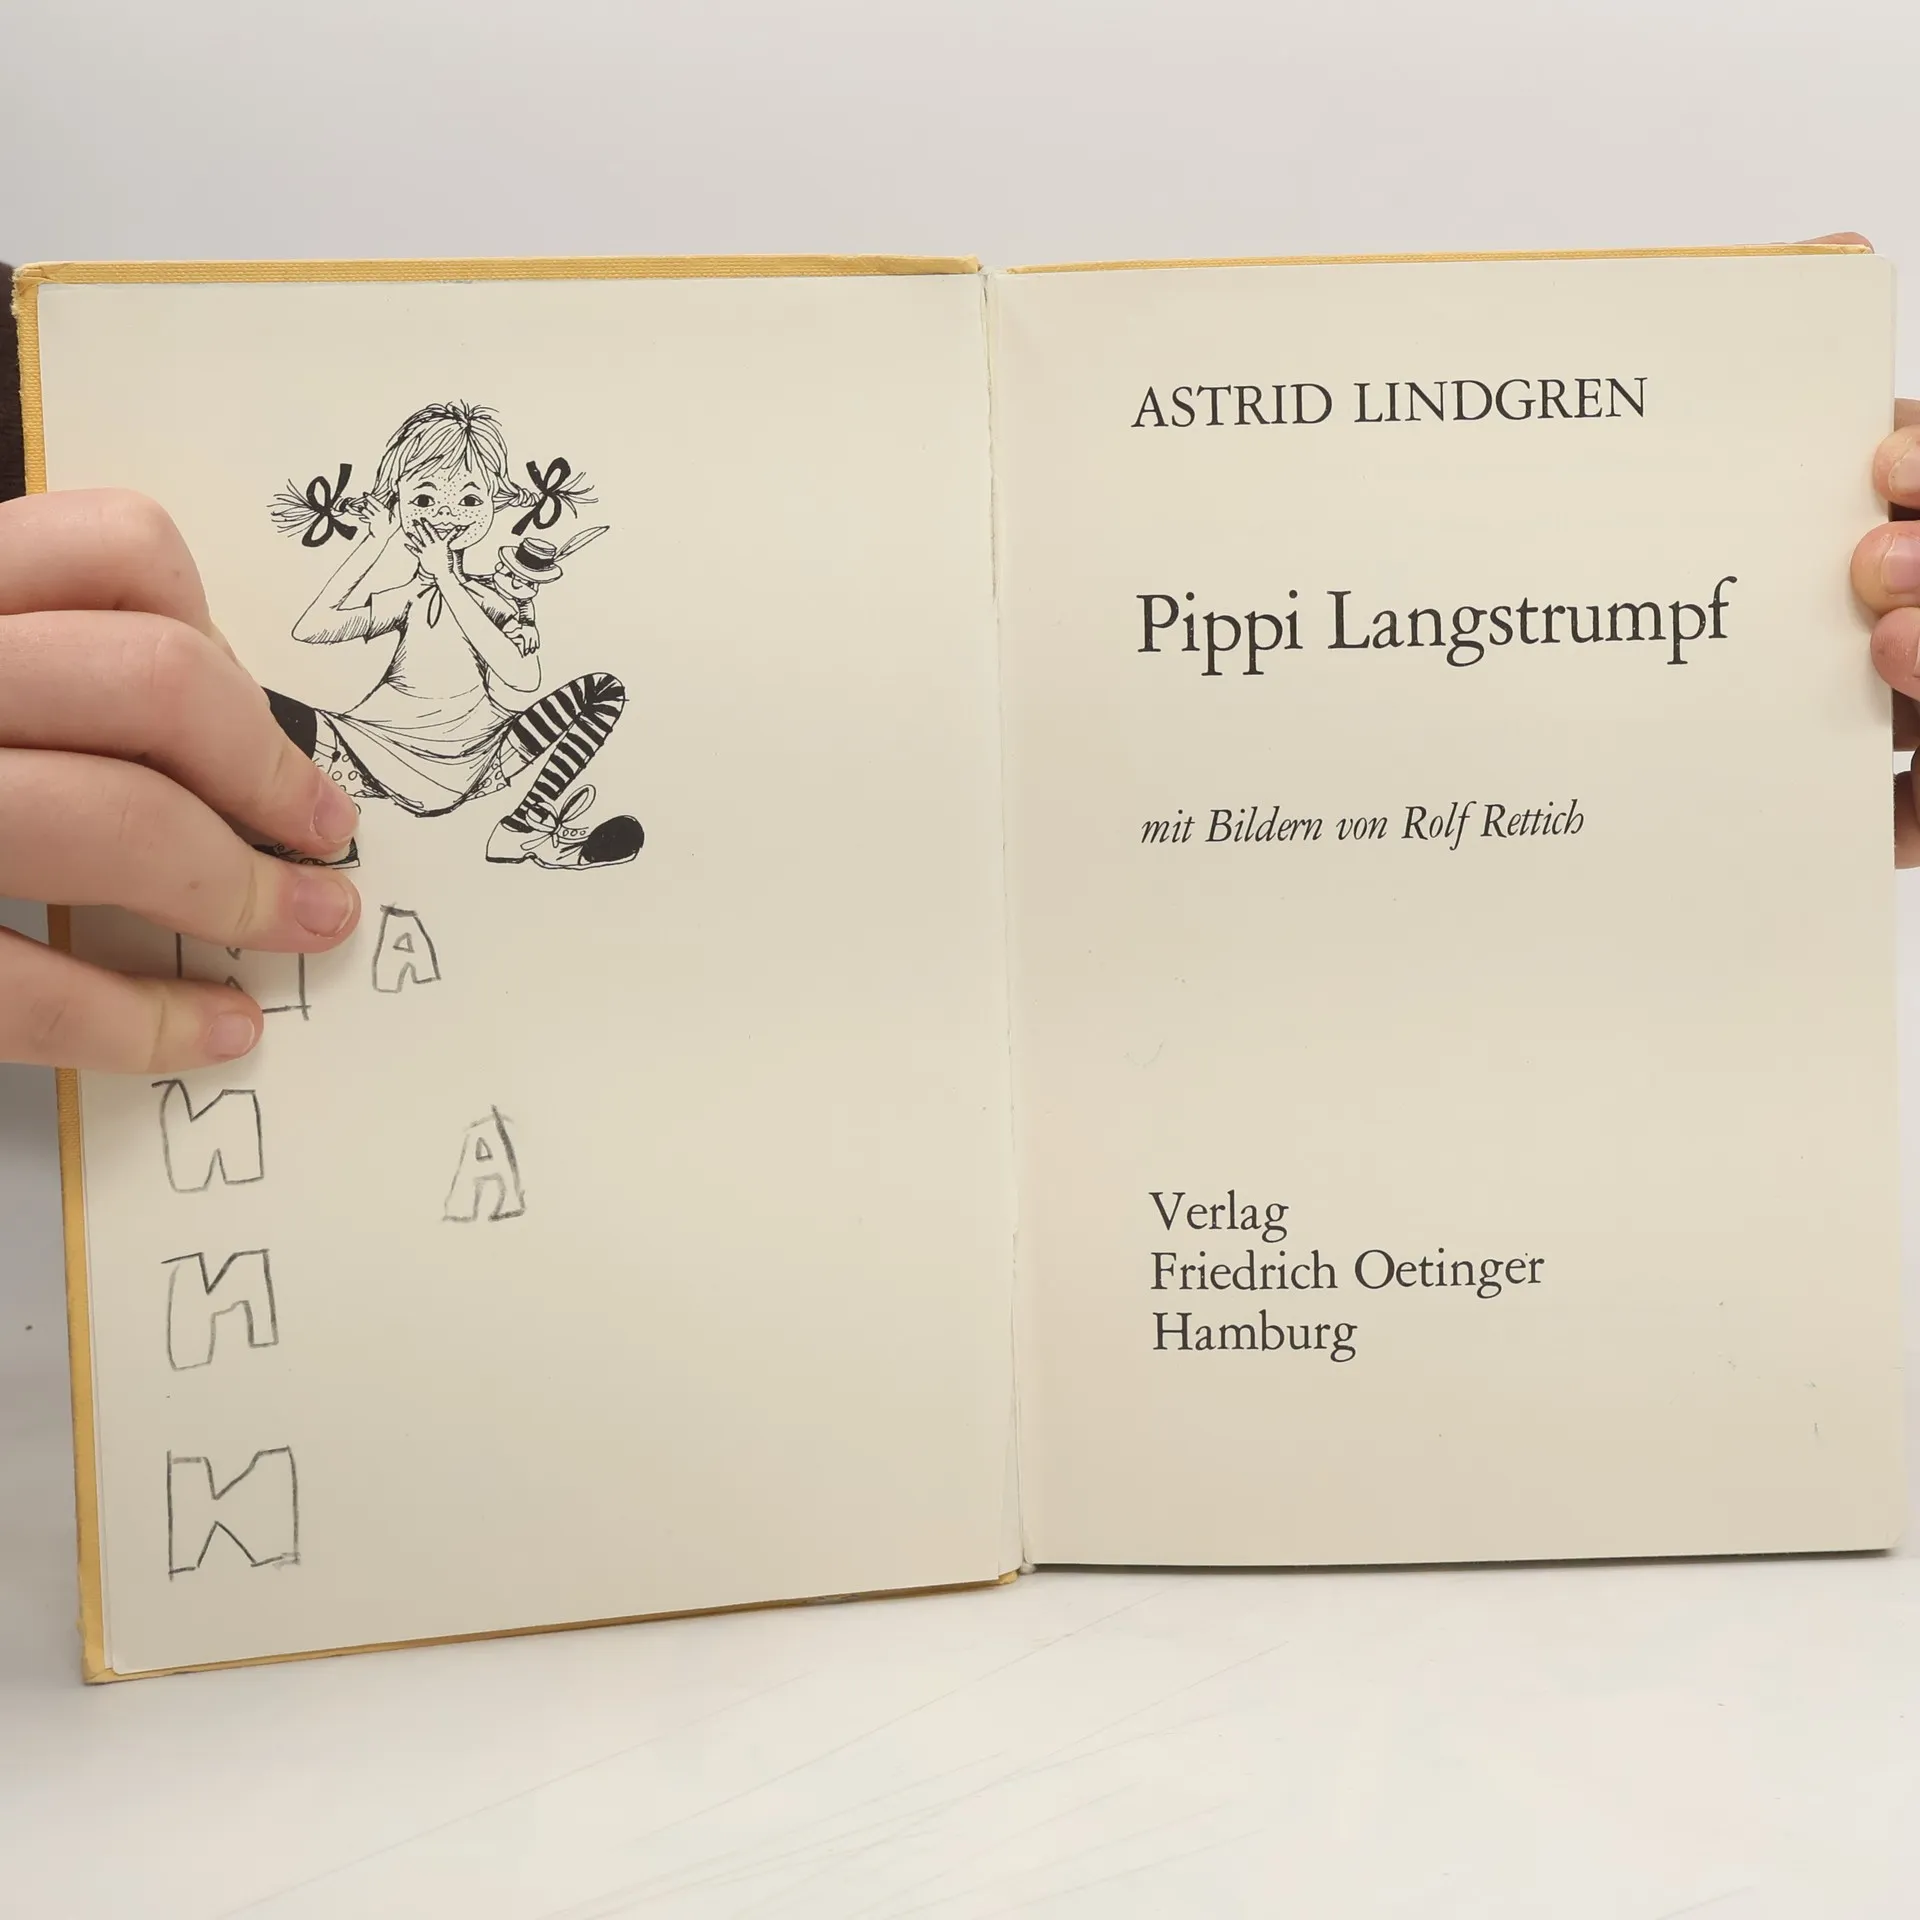 A
A
ASTRID LINDGREN
Pippi Langstrumpf
mit Bildern von Rolf Rettich
Verlag
Friedrich Oetinger
Hamburg